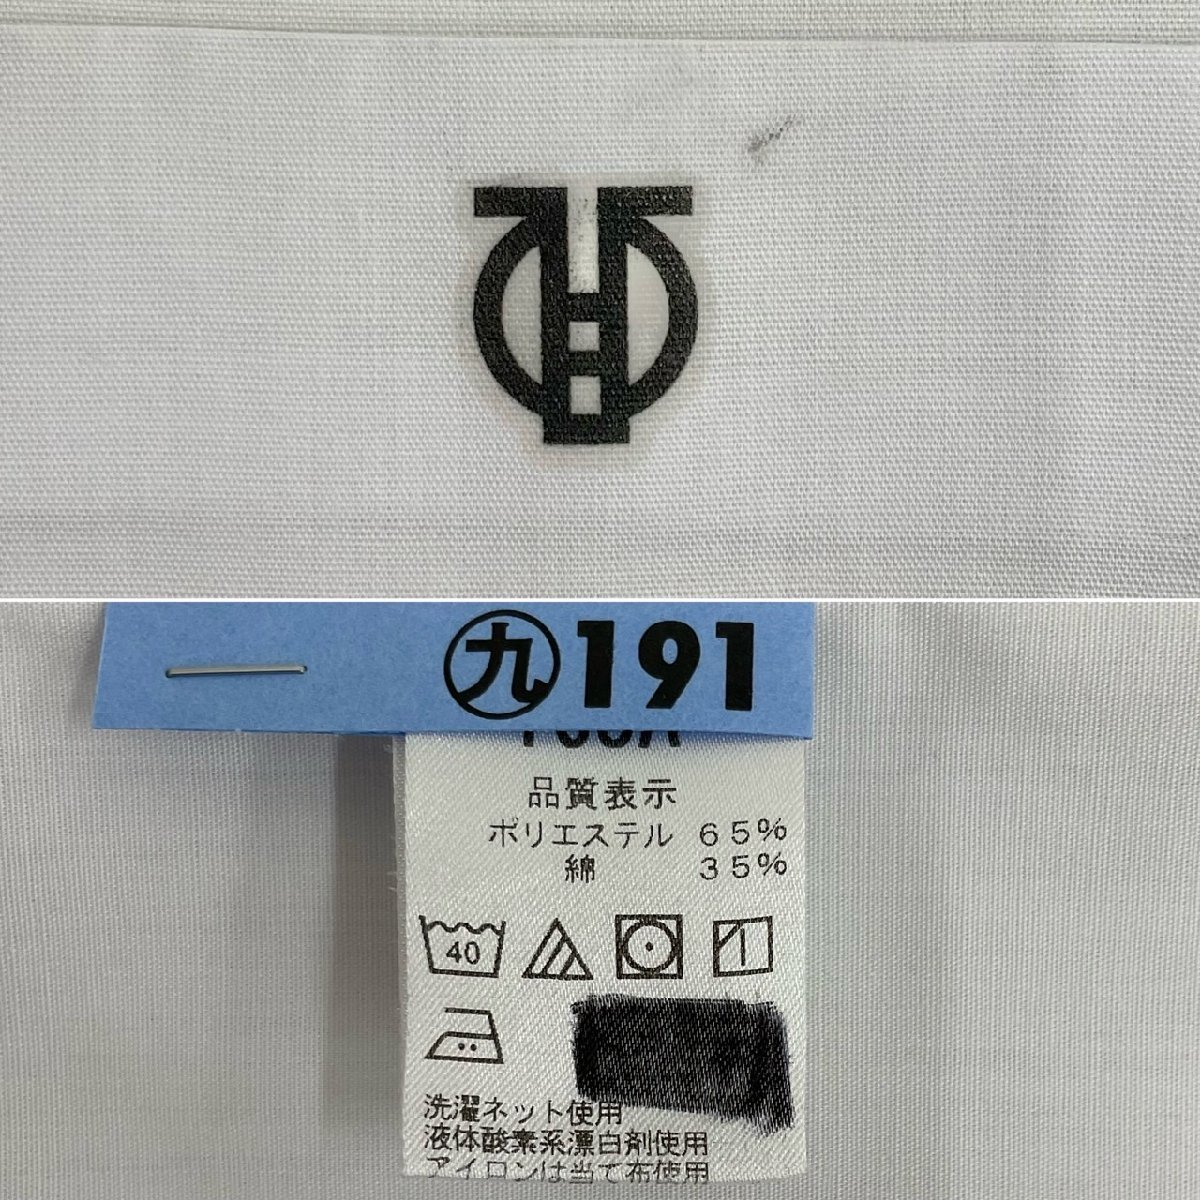 九191
品質表示
ポリエステル 65%
綿 35%
40
洗濯ネット使用
液体酸素系漂白剤使用
アイロンは当て布使用